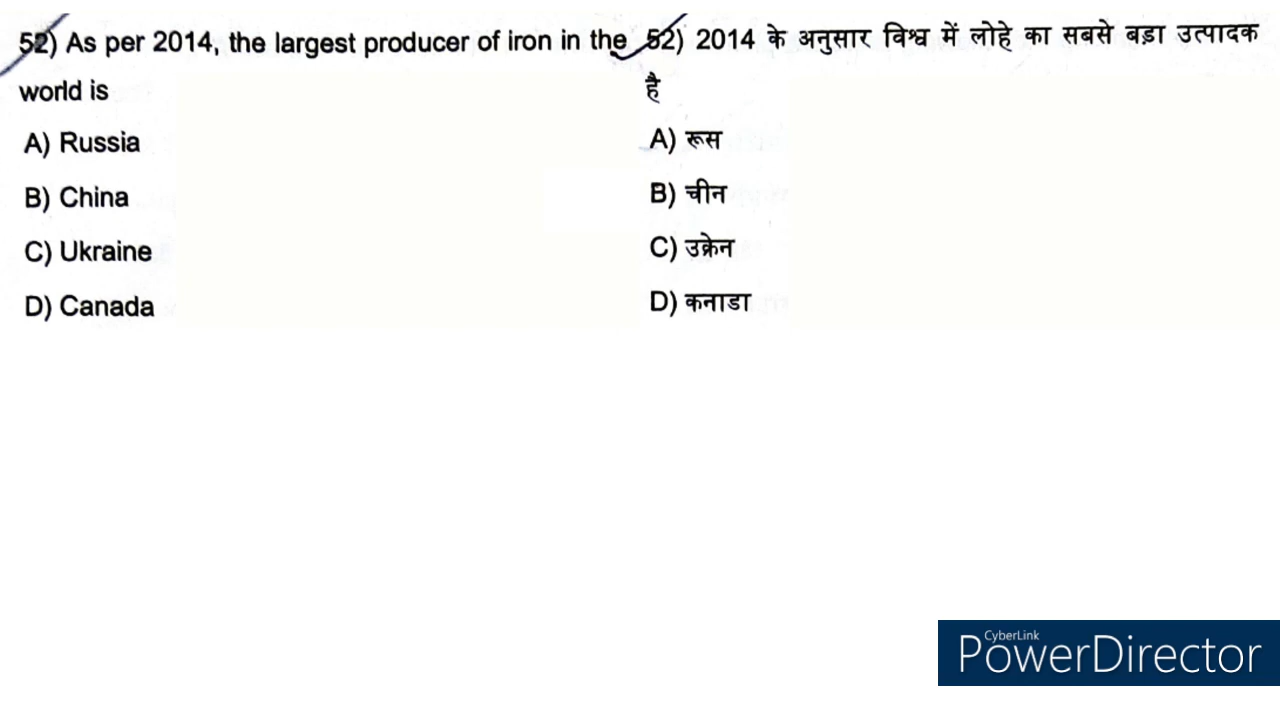 52) As per 2014, the largest producer of iron in the
world is
A) Russia
B) China
C) Ukraine
D) Canada
52) 2014 के अनुसार विश्व में लोहे का सबसे बड़ा उत्पादक
है
A) रूस
B) चीन
C) उक्रेन
D) कनाडा
CyberLink
PowerDirector